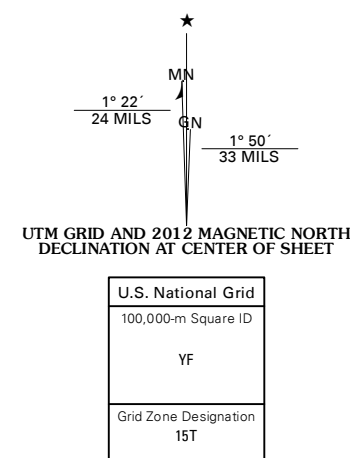 MN
1° 22´
24 MILS
GN
1° 50´
33 MILS
UTM GRID AND 2012 MAGNETIC NORTH
DECLINATION AT CENTER OF SHEET
U.S. National Grid
100,000-m Square ID
YF
Grid Zone Designation
15T